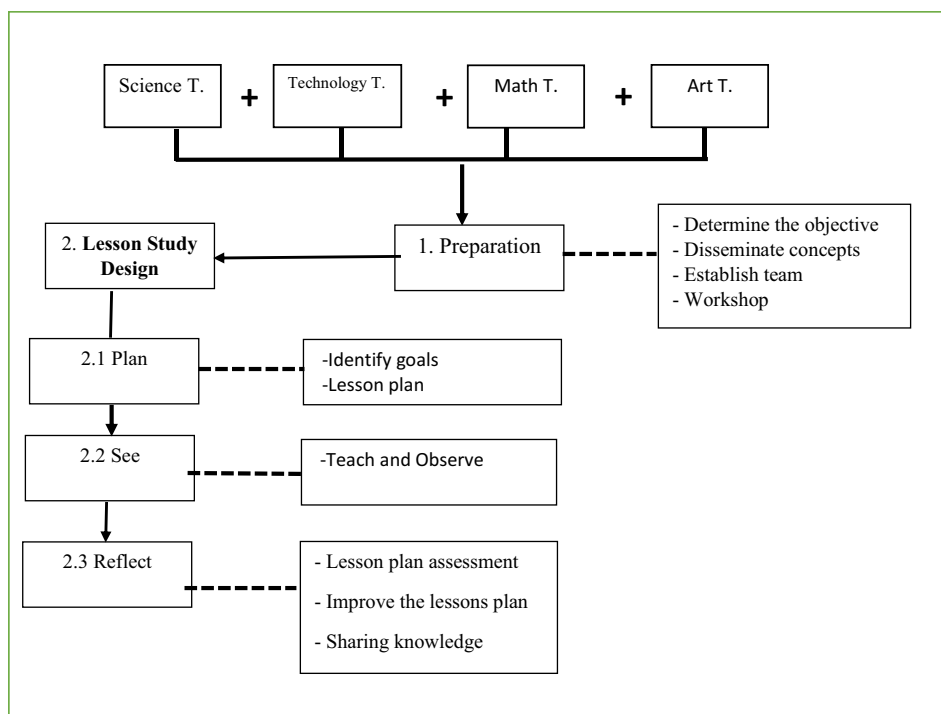 Science T.
+
Technology T.
+
Math T.
+
Art T.
1. Preparation
- Determine the objective
- Disseminate concepts
- Establish team
- Workshop
2. Lesson Study
Design
2.1 Plan
-Identify goals
-Lesson plan
2.2 See
-Teach and Observe
2.3 Reflect
- Lesson plan assessment
- Improve the lessons plan
- Sharing knowledge